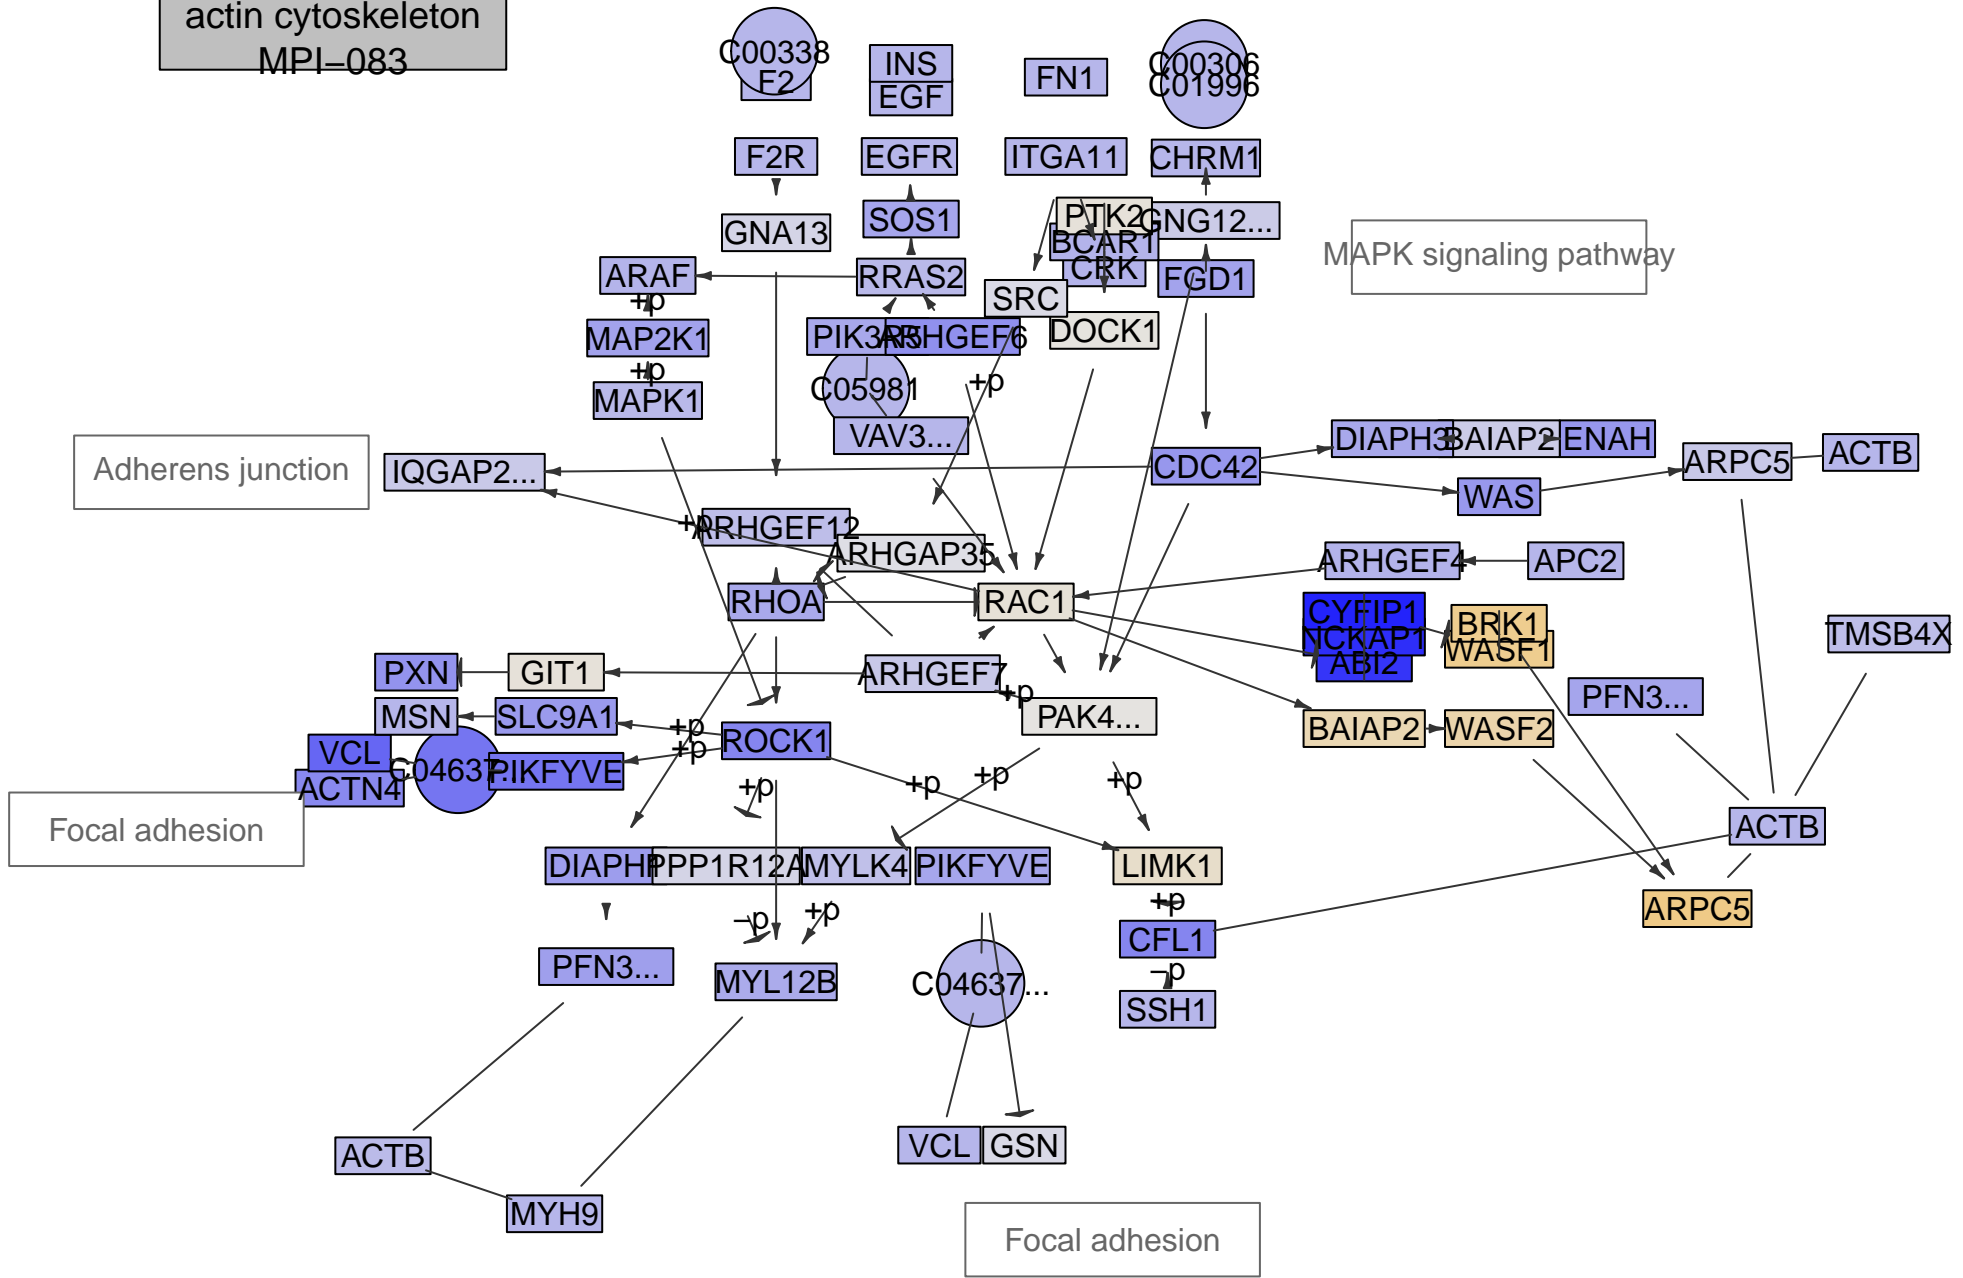 actin cytoskeleton
MPI−083
C00338
F2
INS
EGF
FN1
C00306
C01996
F2R
EGFR
ITGA11
CHRM1
GNA13
SOS1
PTK2
GNG12...
BCAR1
CRK
MAPK signaling pathway
ARAF
RRAS2
FGD1
SRC
+p
MAP2K1
PIK3R5
ARHGEF6
DOCK1
+p
MAPK1
C05981
+p
VAV3...
Adherens junction
IQGAP2...
CDC42
DIAPH3
BAIAP2
ENAH
ARPC5
ACTB
WAS
+p
ARHGEF12
ARHGAP35
ARHGEF4
APC2
RHOA
RAC1
CYFIP1
NCKAP1
ABI2
BRK1
WASF1
TMSB4X
PXN
GIT1
ARHGEF7
+p
PAK4...
PFN3...
MSN
SLC9A1
+p
ROCK1
BAIAP2
WASF2
VCL
ACTN4
C04637...
PIKFYVE
+p
+p
+p
+p
+p
Focal adhesion
ACTB
PPP1R12A
MYLK4
PIKFYVE
LIMK1
ARPC5
−p
+p
+p
CFL1
PFN3...
MYL12B
C04637...
−p
SSH1
ACTB
VCL
GSN
MYH9
Focal adhesion